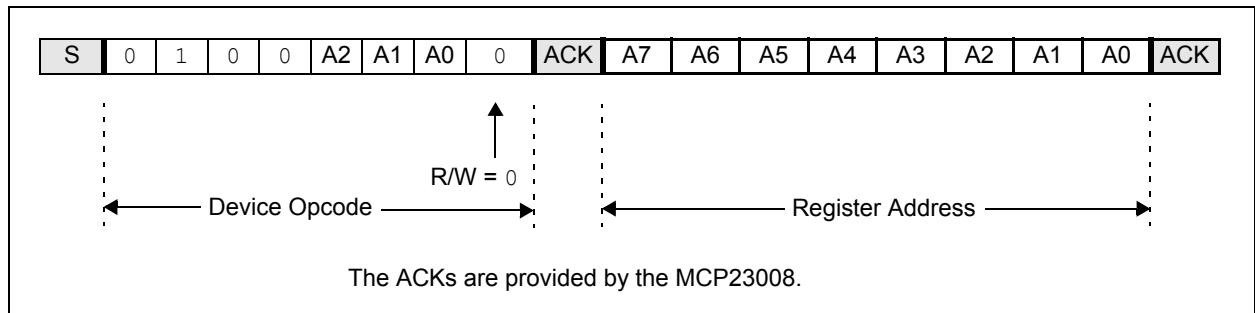 S 0 1 0 0 A2 A1 A0 0 ACK A7 A6 A5 A4 A3 A2 A1 A0 ACK
R/W = 0
Device Opcode Register Address
The ACKs are provided by the MCP23008.